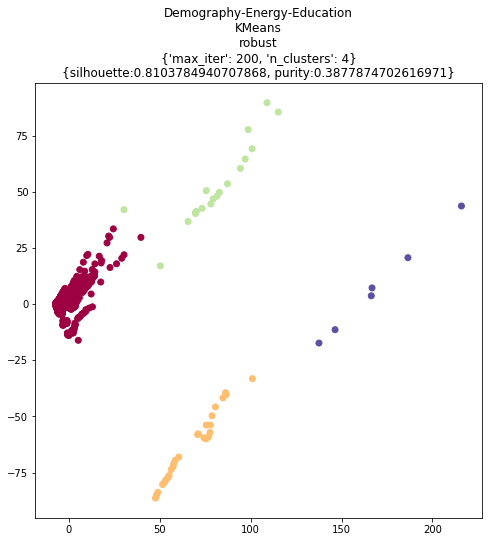 Demography-Energy-Education
KMeans
robust
{'max_iter': 200, 'n_clusters': 4}
{silhouette:0.8103784940707868, purity:0.3877874702616971}
75
50
25
0
−25
−50
−75
0 50 100 150 200